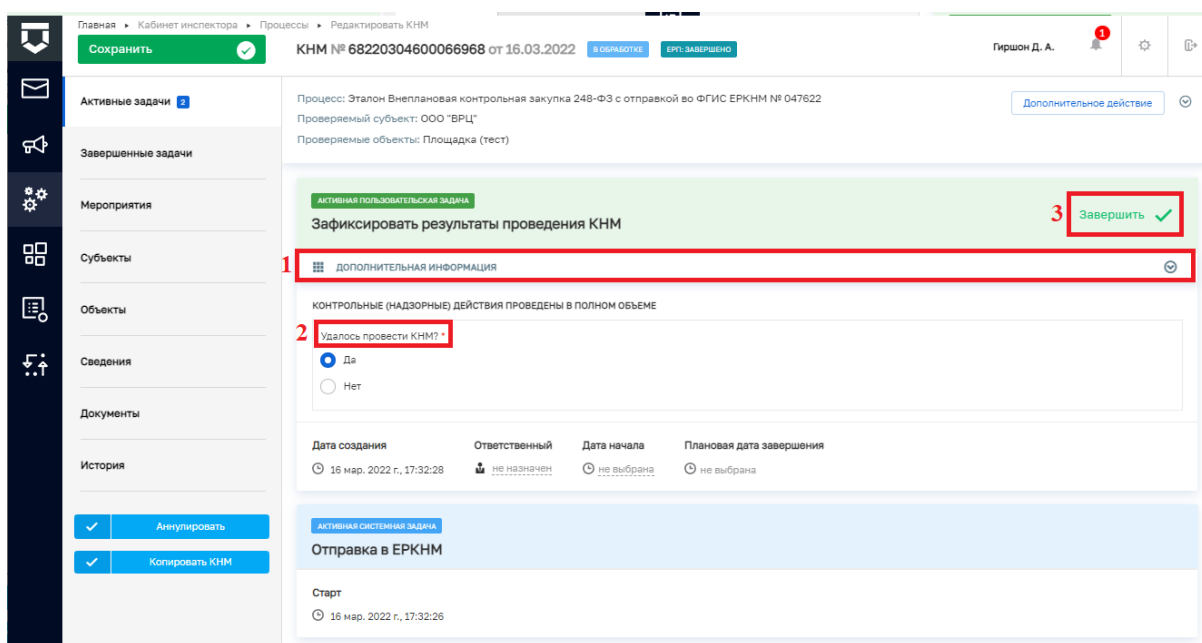 Главная ▸ Кабинет инспектора ▸ Процессы ▸ Редактировать КНМ
Сохранить
КНМ № 68220304600066968 от 16.03.2022 В ОБРАБОТКЕ ЕРП: ЗАВЕРШЕНО
Гиршон Д. А.
1
Активные задачи 2
Завершенные задачи
Мероприятия
Субъекты
Объекты
Сведения
Документы
История
Аннулировать
Копировать КНМ
Процесс: Эталон Внеплановая контрольная закупка 248-ФЗ с отправкой во ФГИС ЕРКНМ № 047622
Проверяемый субъект: ООО "ВРЦ"
Проверяемые объекты: Площадка (тест)
Дополнительное действие
АКТИВНАЯ ПОЛЬЗОВАТЕЛЬСКАЯ ЗАДАЧА
Зафиксировать результаты проведения КНМ
3 Завершить
1 ДОПОЛНИТЕЛЬНАЯ ИНФОРМАЦИЯ
КОНТРОЛЬНЫЕ (НАДЗОРНЫЕ) ДЕЙСТВИЯ ПРОВЕДЕНЫ В ПОЛНОМ ОБЪЕМЕ
2 Удалось провести КНМ? *
Да
Нет
Дата создания Ответственный Дата начала Плановая дата завершения
16 мар. 2022 г., 17:32:28 не назначен не выбрана не выбрана
АКТИВНАЯ СИСТЕМНАЯ ЗАДАЧА
Отправка в ЕРКНМ
Старт
16 мар. 2022 г., 17:32:26